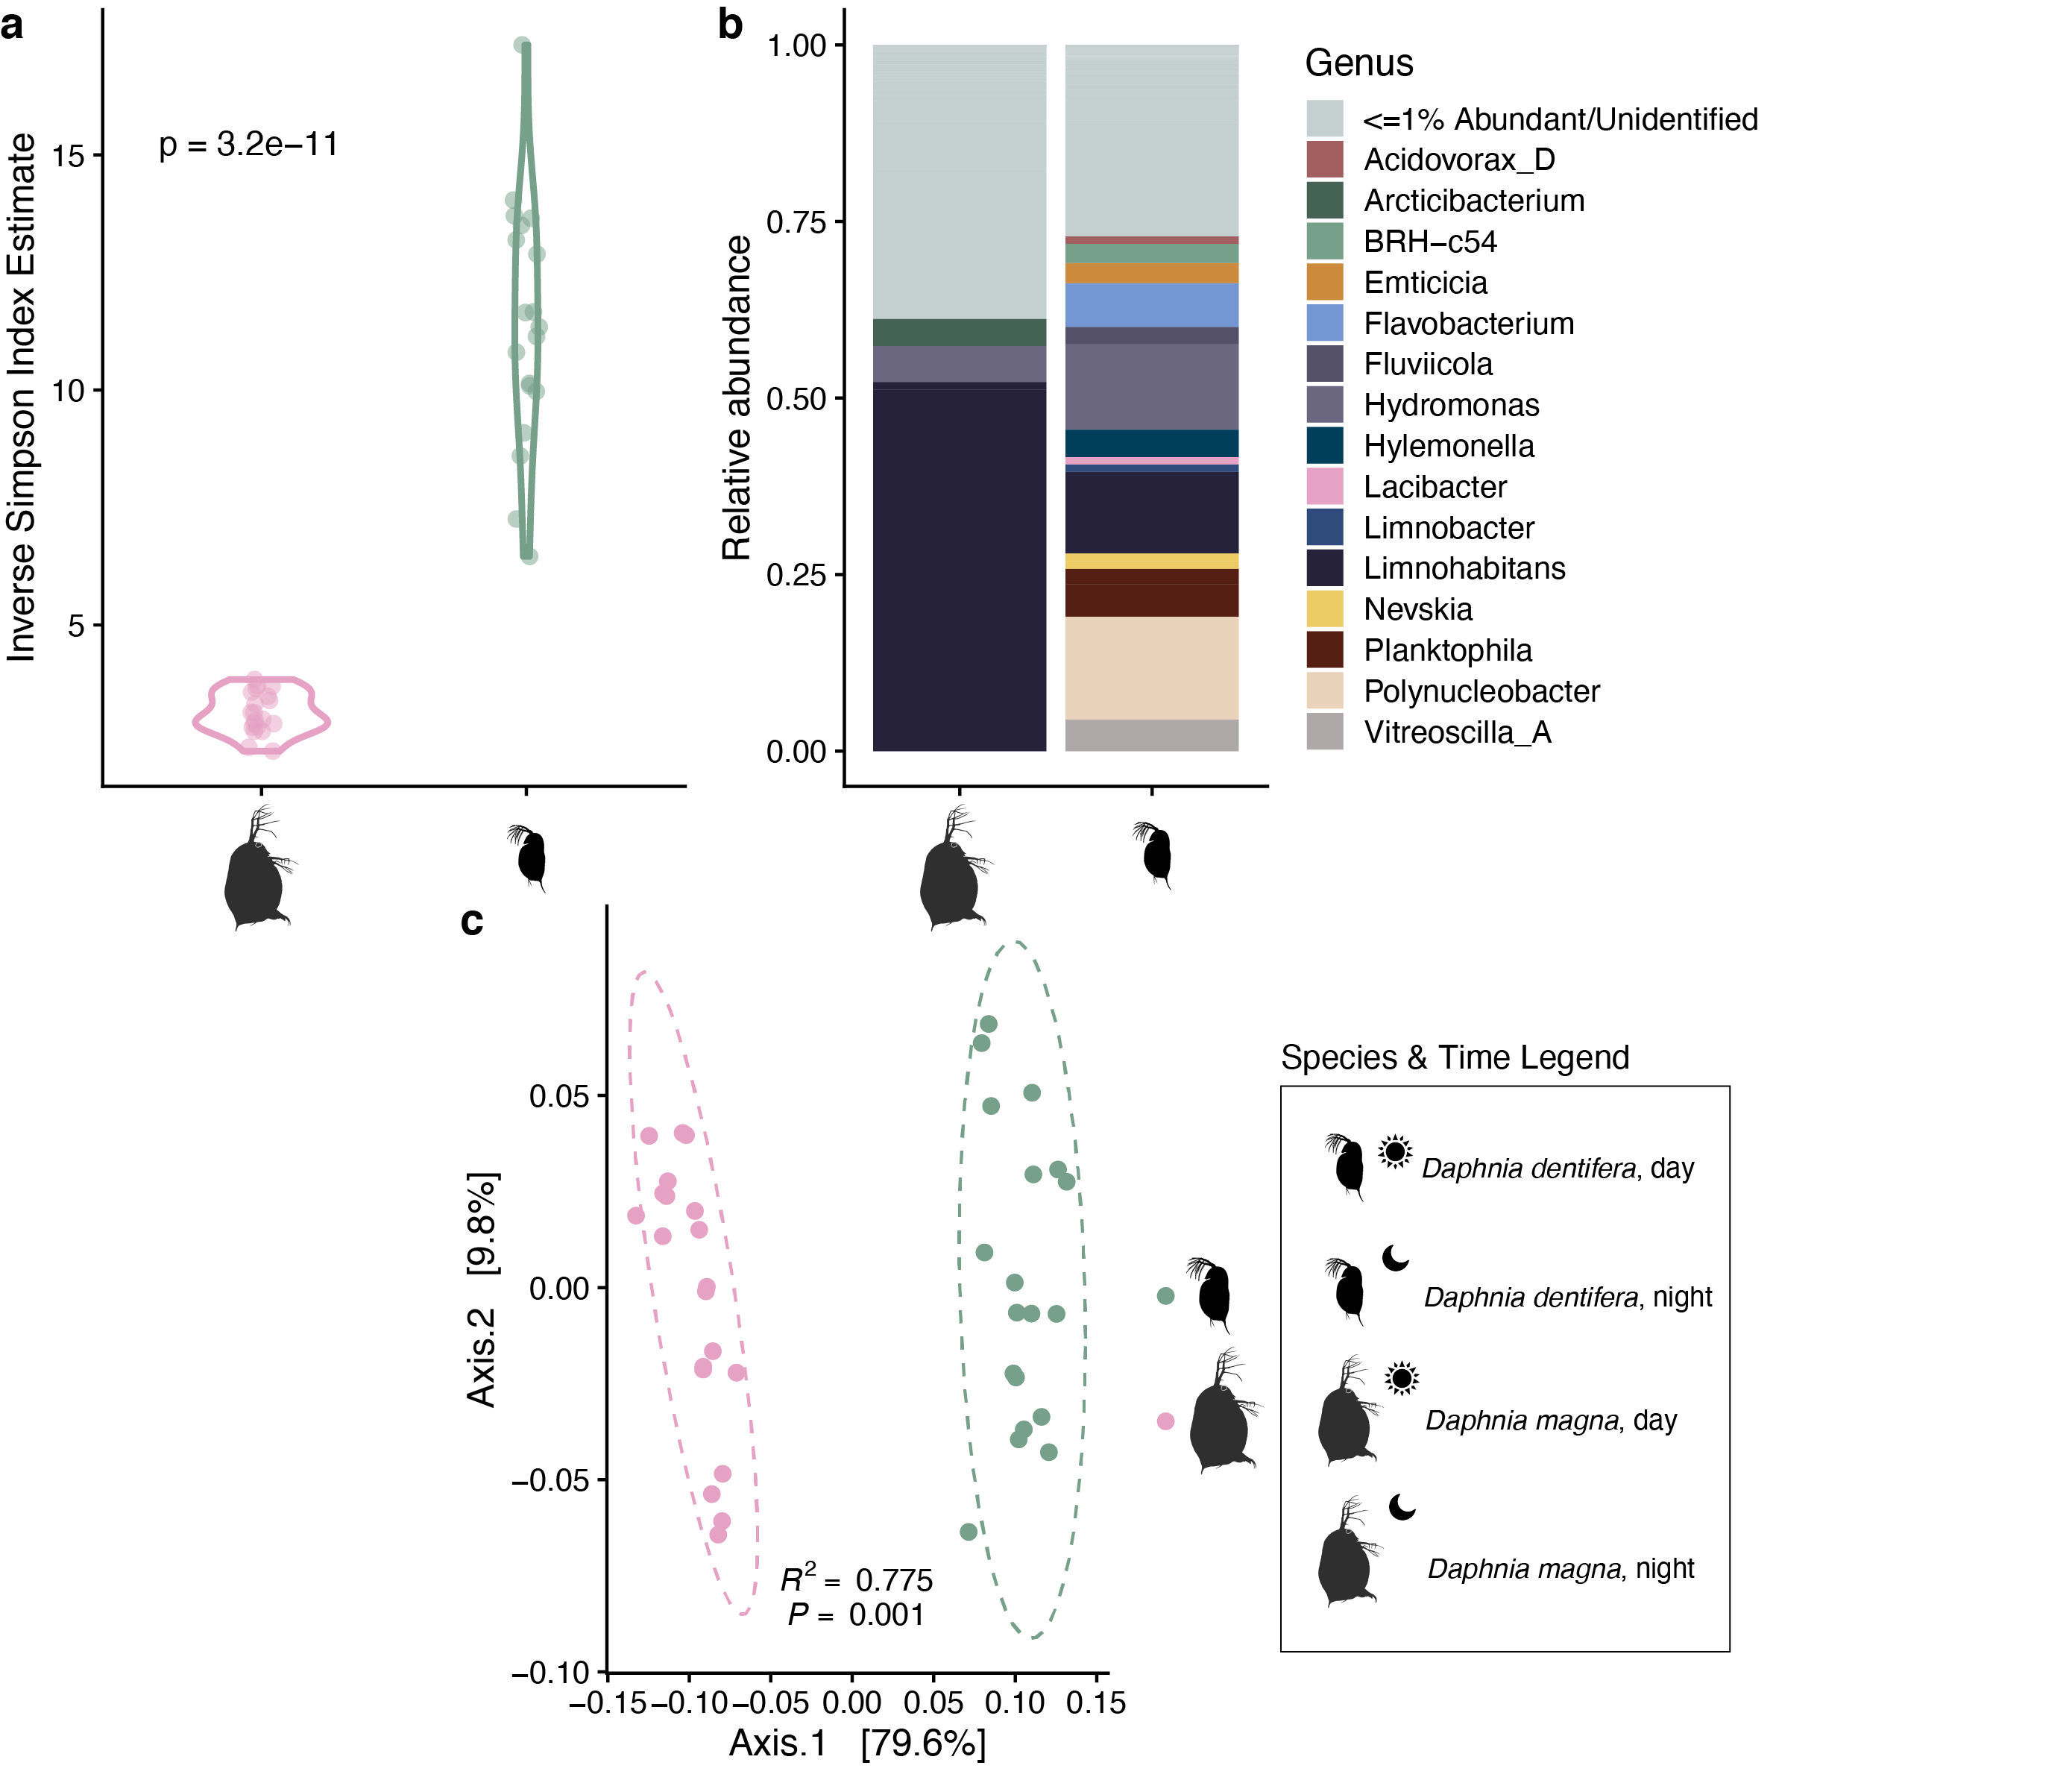 a
Inverse Simpson Index Estimate
15
10
5
p = 3.2e−11
b
Relative abundance
1.00
0.75
0.50
0.25
0.00
Genus
<=1% Abundant/Unidentified
Acidovorax_D
Arcticibacterium
BRH−c54
Emticicia
Flavobacterium
Fluviicola
Hydromonas
Hylemonella
Lacibacter
Limnobacter
Limnohabitans
Nevskia
Planktophila
Polynucleobacter
Vitreoscilla_A
c
Axis.2 [9.8%]
0.05
0.00
−0.05
−0.10
R² = 0.775
P = 0.001
−0.15 −0.10 −0.05 0.00 0.05 0.10 0.15
Axis.1 [79.6%]
Species & Time Legend
Daphnia dentifera, day
Daphnia dentifera, night
Daphnia magna, day
Daphnia magna, night